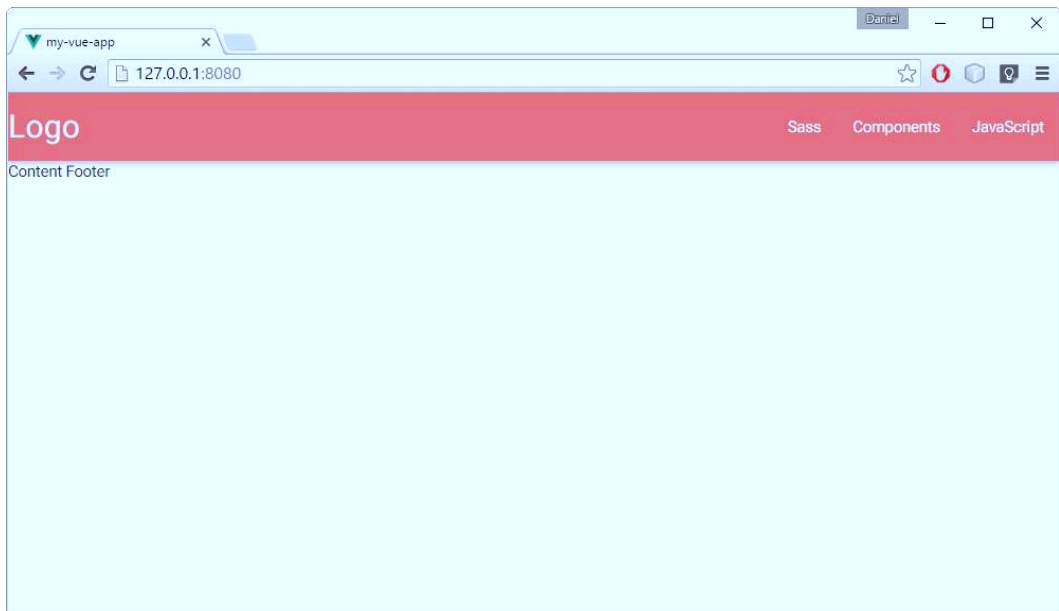 Daniel
my-vue-app
127.0.0.1:8080
Logo Sass Components JavaScript
Content Footer